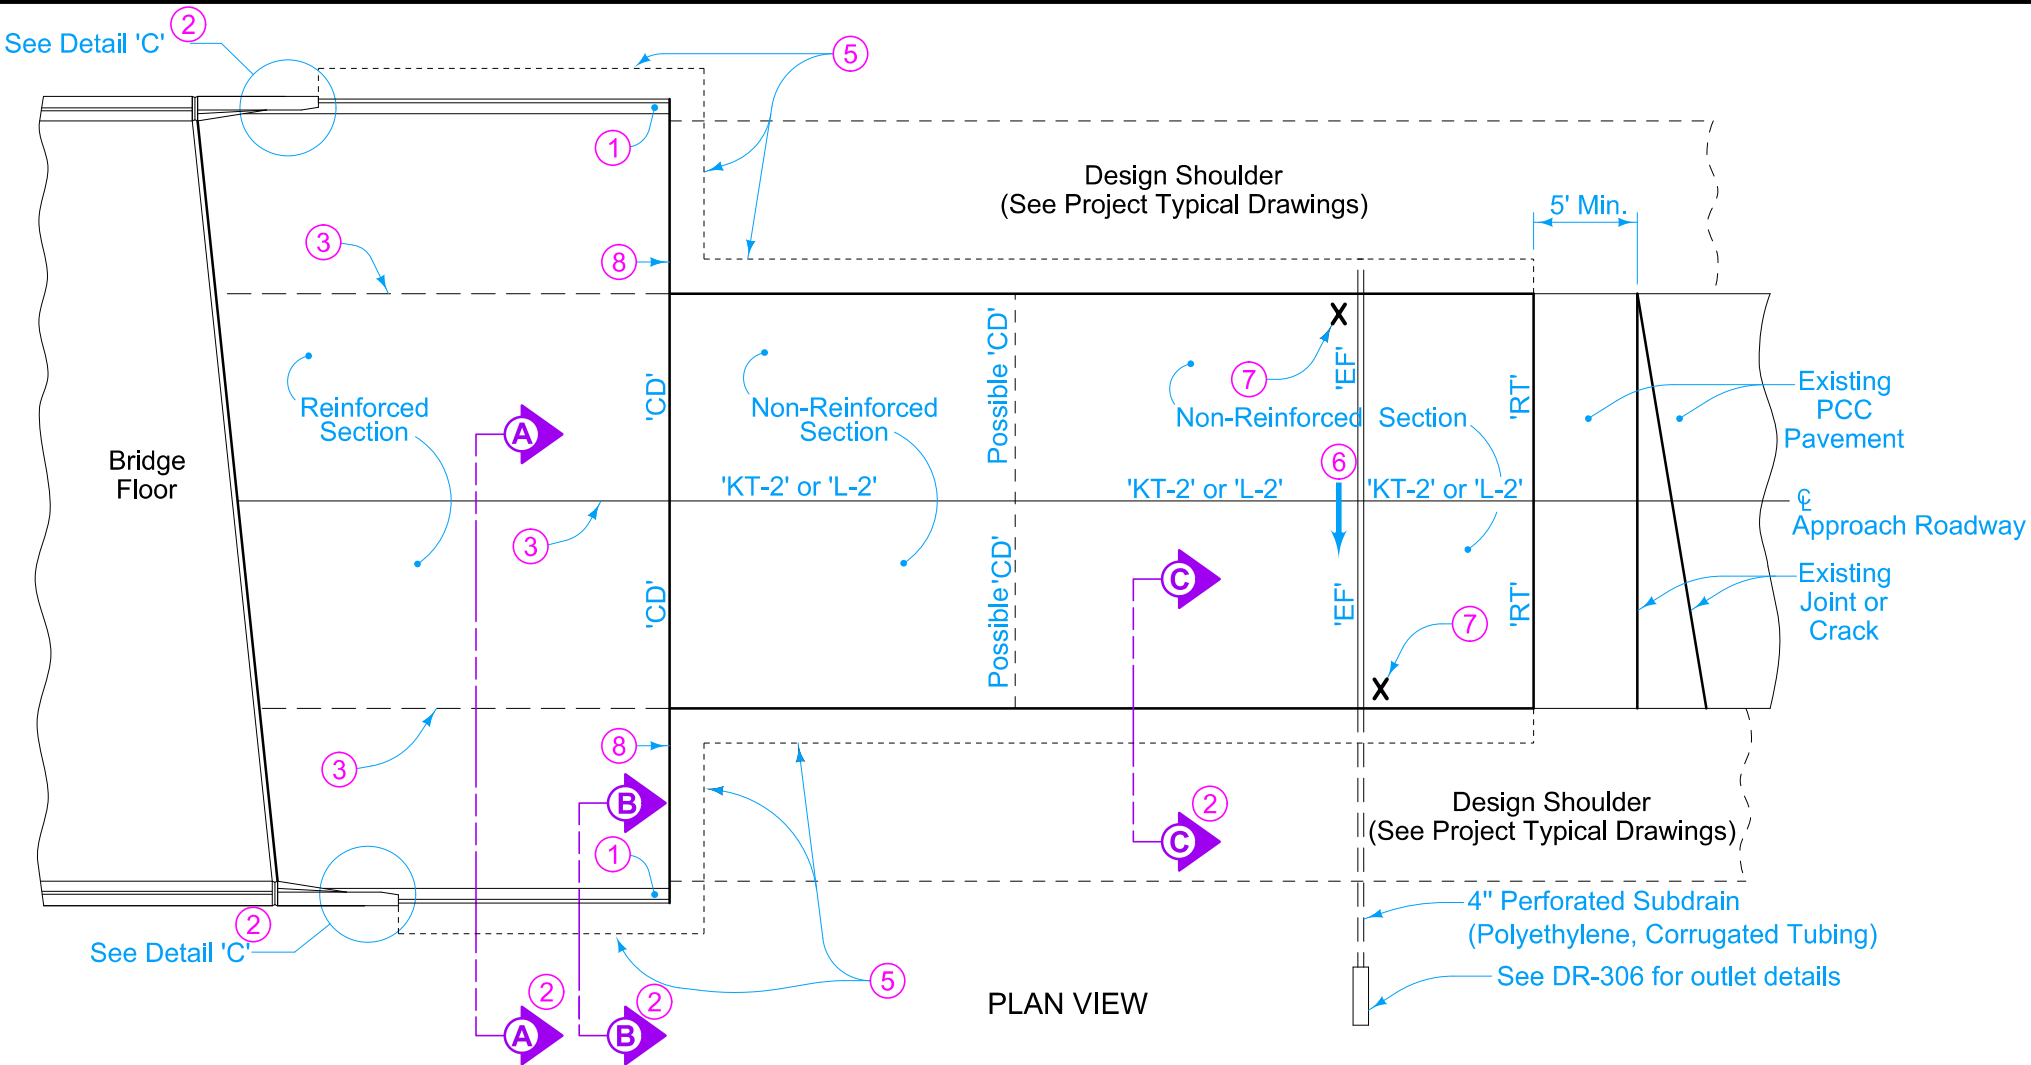 2
See Detail 'C'
5
1
Design Shoulder
(See Project Typical Drawings)
5' Min.
3
8
Reinforced
Section
'CD'
Non-Reinforced
Section
Possible 'CD'
7
'EF'
Non-Reinforced Section
'RT'
Existing
PCC
Pavement
A
Bridge
Floor
'KT-2' or 'L-2'
'KT-2' or 'L-2'
6
'KT-2' or 'L-2'
℄
Approach Roadway
3
'CD'
Possible 'CD'
C
'EF'
'RT'
Existing
Joint or
Crack
7
3
8
B
2
C
Design Shoulder
(See Project Typical Drawings)
1
2
See Detail 'C'
4" Perforated Subdrain
(Polyethylene, Corrugated Tubing)
See DR-306 for outlet details
5
2
2
A
B
PLAN VIEW